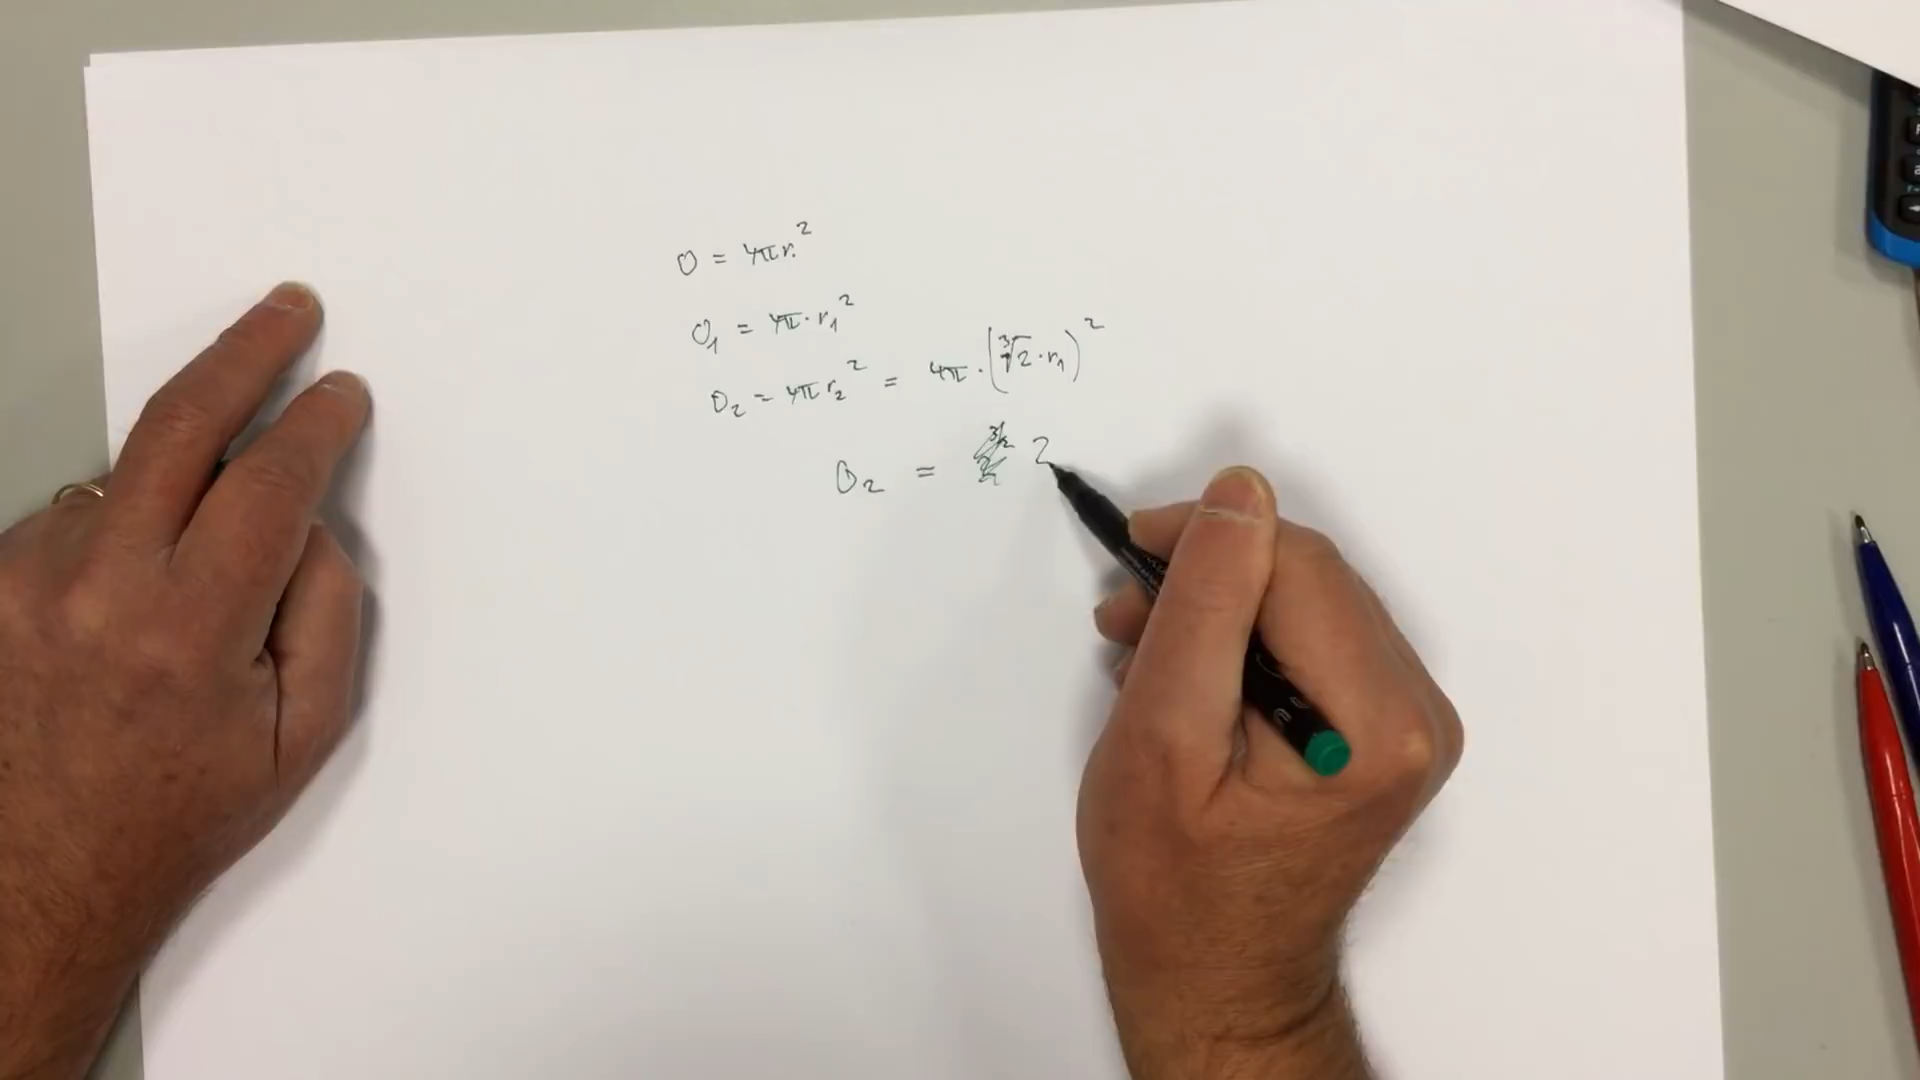 O = 4πr²
O₁ = 4π · r₁²
O₂ = 4πr₂² = 4π · (∛2 · r₁)²
O₂ = 2